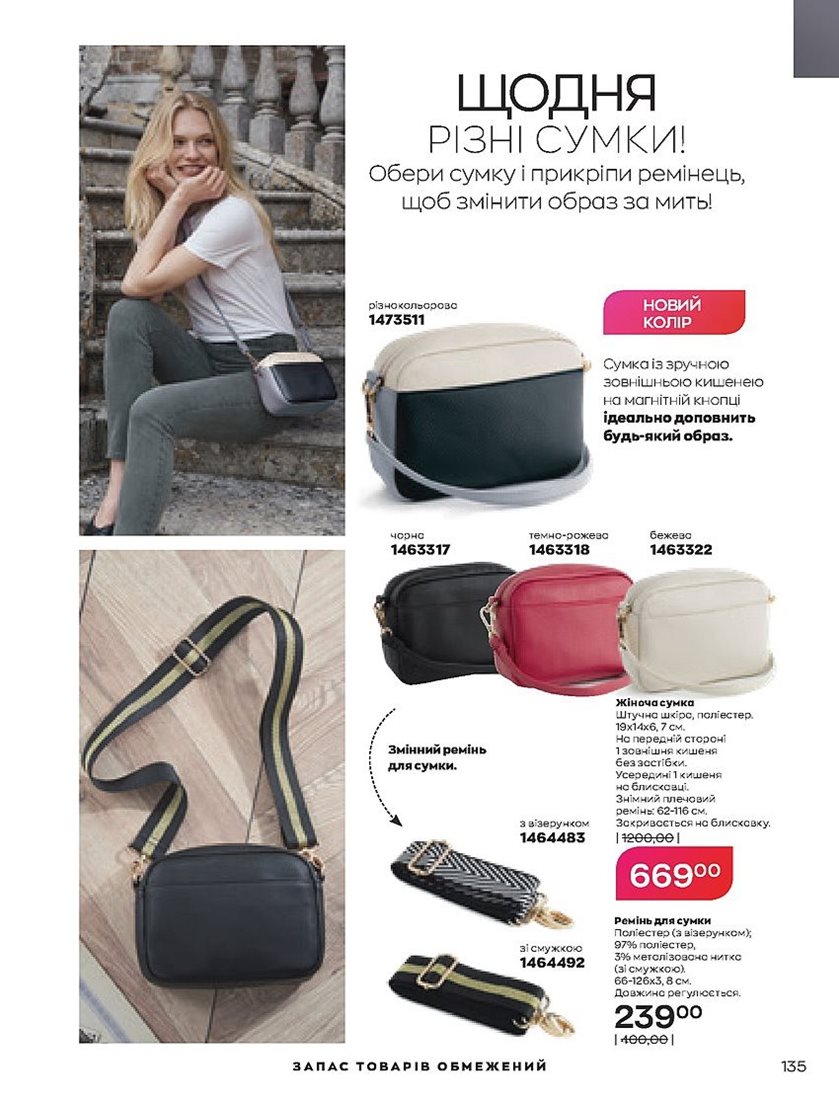 ЩОДНЯ
РІЗНІ СУМКИ!
Обери сумку і прикріпи ремінець,
щоб змінити образ за мить!
різнокольорова
1473511
НОВИЙ
КОЛІР
Сумка із зручною
зовнішньою кишенею
на магнітній кнопці
ідеально доповнить
будь-який образ.
чорна
1463317
темно-рожева
1463318
бежева
1463322
Жіноча сумка
Штучна шкіра, поліестер.
19х14х6, 7 см.
На передній стороні
1 зовнішня кишеня
без застібки.
Усередині 1 кишеня
на блискавці.
Знімний плечовий
ремінь: 62-116 см.
Закривається на блискавку.
| 1200,00 |
669⁰⁰
Змінний ремінь
для сумки.
з візерунком
1464483
зі смужкою
1464492
Ремінь для сумки
Поліестер (з візерунком);
97% поліестер,
3% металізована нитка
(зі смужкою).
66-126х3, 8 см.
Довжина регулюється.
239⁰⁰
| 400,00 |
ЗАПАС ТОВАРІВ ОБМЕЖЕНИЙ
135